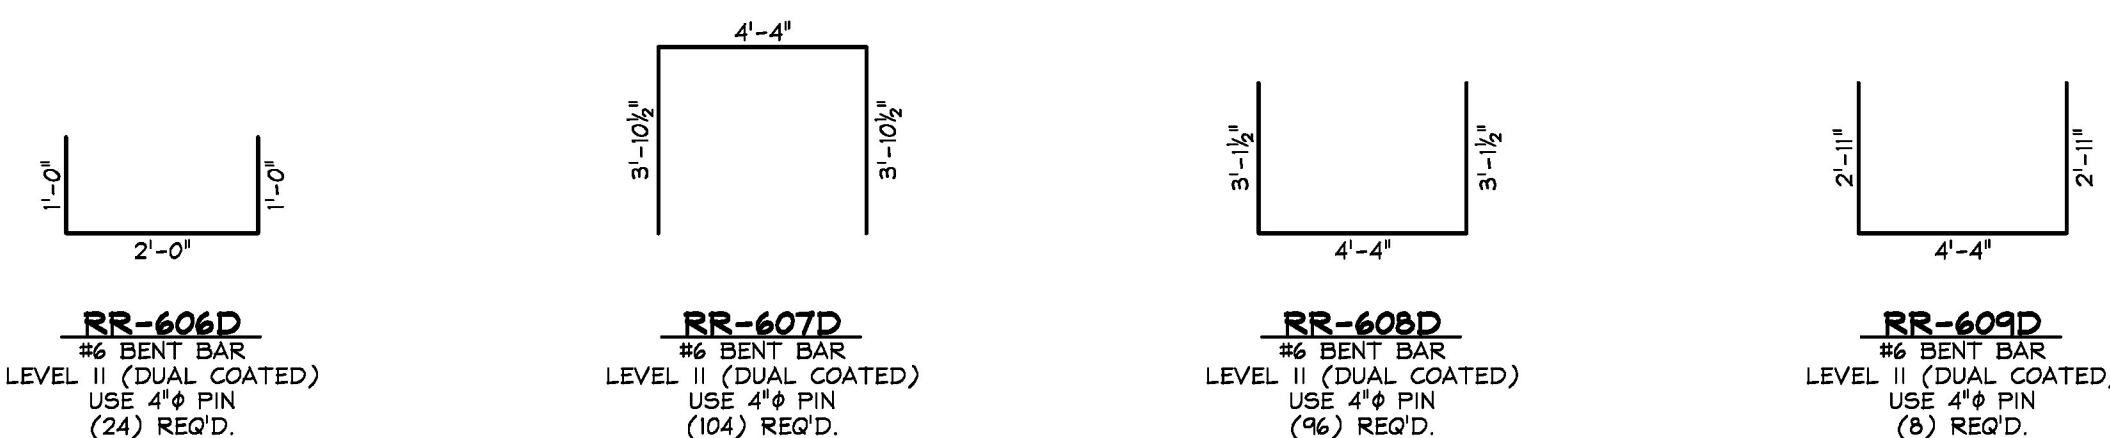 1'-0"
1'-0"
2'-0"
RR-606D
#6 BENT BAR
LEVEL II (DUAL COATED)
USE 4"ϕ PIN
(24) REQ'D.
4'-4"
3'-10½"
3'-10½"
RR-607D
#6 BENT BAR
LEVEL II (DUAL COATED)
USE 4"ϕ PIN
(104) REQ'D.
3'-1½"
3'-1½"
4'-4"
RR-608D
#6 BENT BAR
LEVEL II (DUAL COATED)
USE 4"ϕ PIN
(96) REQ'D.
2'-11"
2'-11"
4'-4"
RR-609D
#6 BENT BAR
LEVEL II (DUAL COATED)
USE 4"ϕ PIN
(8) REQ'D.